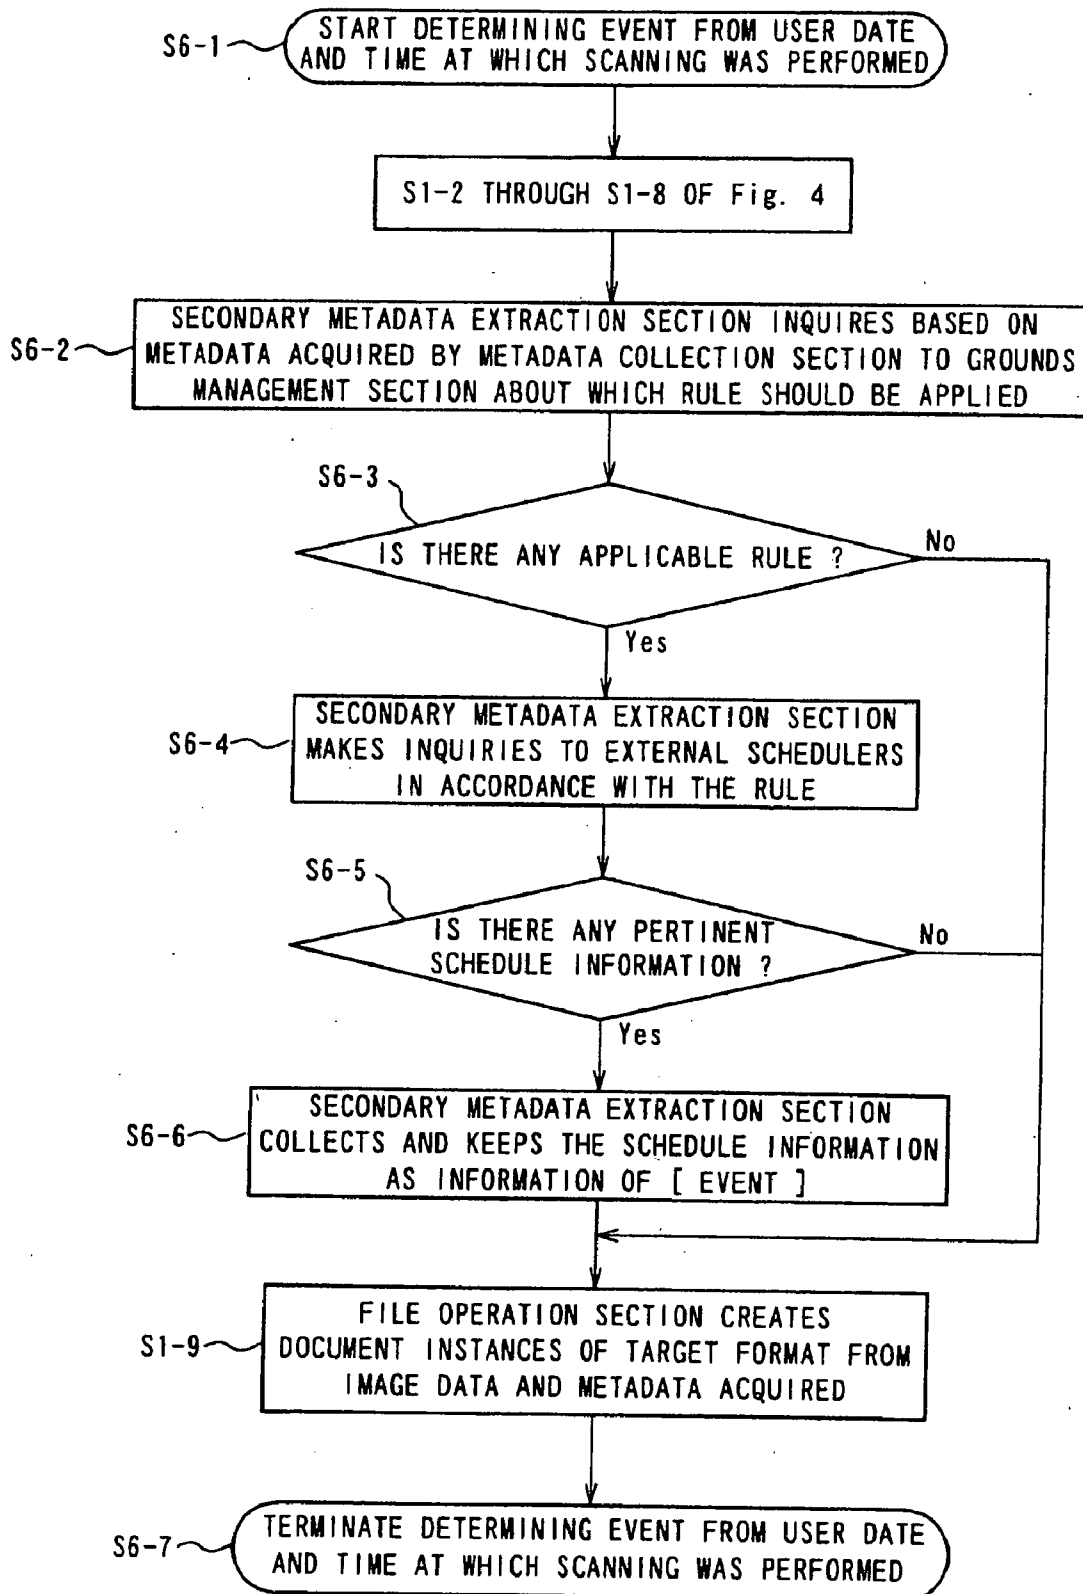 S6-1
START DETERMINING EVENT FROM USER DATE
AND TIME AT WHICH SCANNING WAS PERFORMED
S1-2 THROUGH S1-8 OF Fig. 4
S6-2
SECONDARY METADATA EXTRACTION SECTION INQUIRES BASED ON
METADATA ACQUIRED BY METADATA COLLECTION SECTION TO GROUNDS
MANAGEMENT SECTION ABOUT WHICH RULE SHOULD BE APPLIED
S6-3
IS THERE ANY APPLICABLE RULE ?
No
Yes
S6-4
SECONDARY METADATA EXTRACTION SECTION
MAKES INQUIRIES TO EXTERNAL SCHEDULERS
IN ACCORDANCE WITH THE RULE
S6-5
IS THERE ANY PERTINENT
SCHEDULE INFORMATION ?
No
Yes
S6-6
SECONDARY METADATA EXTRACTION SECTION
COLLECTS AND KEEPS THE SCHEDULE INFORMATION
AS INFORMATION OF [ EVENT ]
S1-9
FILE OPERATION SECTION CREATES
DOCUMENT INSTANCES OF TARGET FORMAT FROM
IMAGE DATA AND METADATA ACQUIRED
S6-7
TERMINATE DETERMINING EVENT FROM USER DATE
AND TIME AT WHICH SCANNING WAS PERFORMED